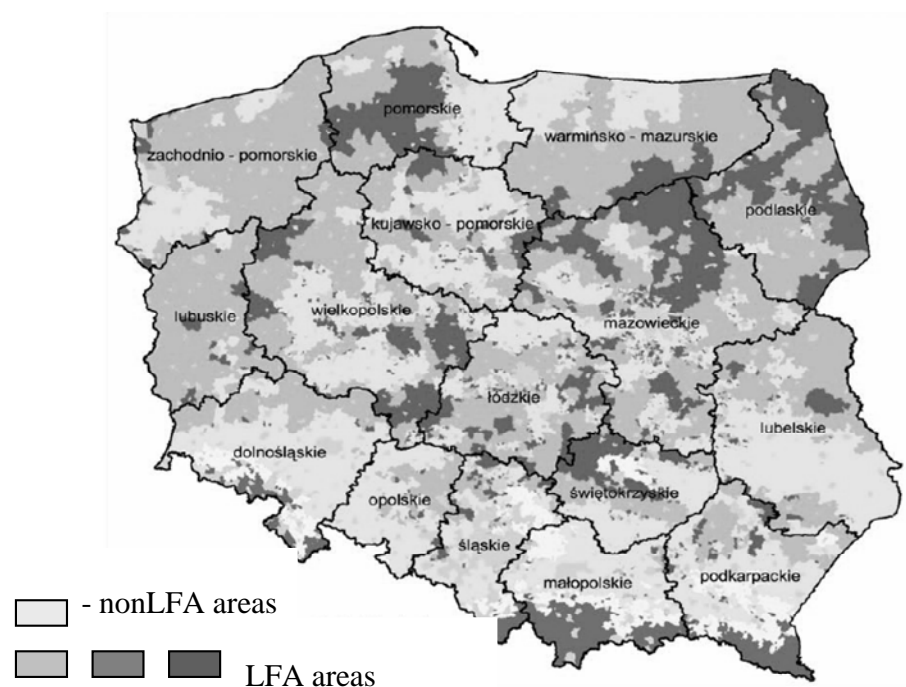 pomorskie
warmińsko - mazurskie
zachodnio - pomorskie
podlaskie
kujawsko - pomorskie
lubuskie
wielkopolskie
mazowieckie
łódzkie
lubelskie
dolnośląskie
opolskie
świętokrzyskie
śląskie
małopolskie
podkarpackie
- nonLFA areas
LFA areas